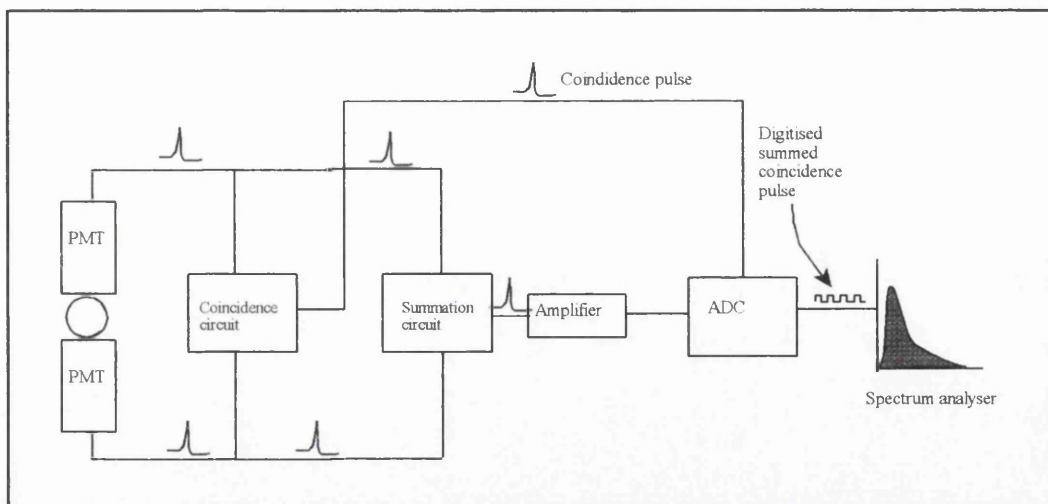 Coindidence pulse
Digitised
summed
coincidence
pulse
PMT
PMT
Coincidence
circuit
Summation
circuit
Amplifier
ADC
Spectrum analyser